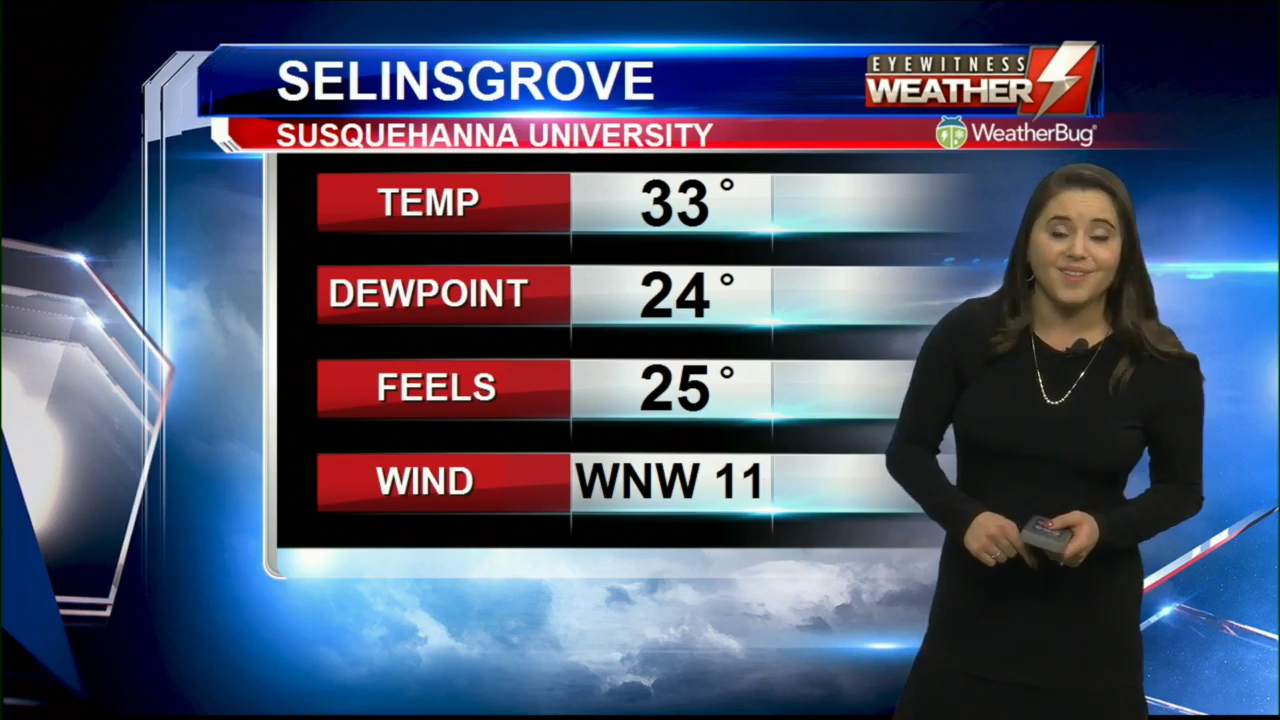 SELINSGROVE
EYEWITNESS
WEATHER
SUSQUEHANNA UNIVERSITY
WeatherBug®
TEMP 33°
DEWPOINT 24°
FEELS 25°
WIND WNW 11